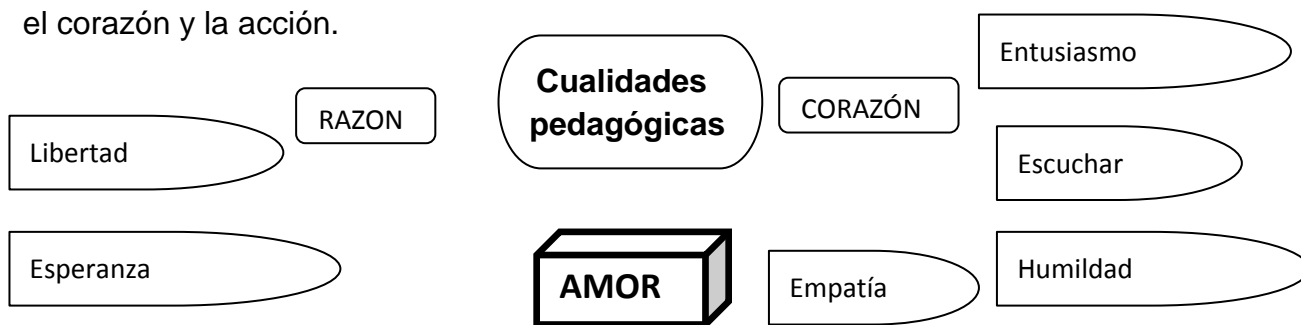 el corazón y la acción.
Entusiasmo
Cualidades
pedagógicas
RAZON
CORAZÓN
Libertad
Escuchar
Esperanza
AMOR
Empatía
Humildad